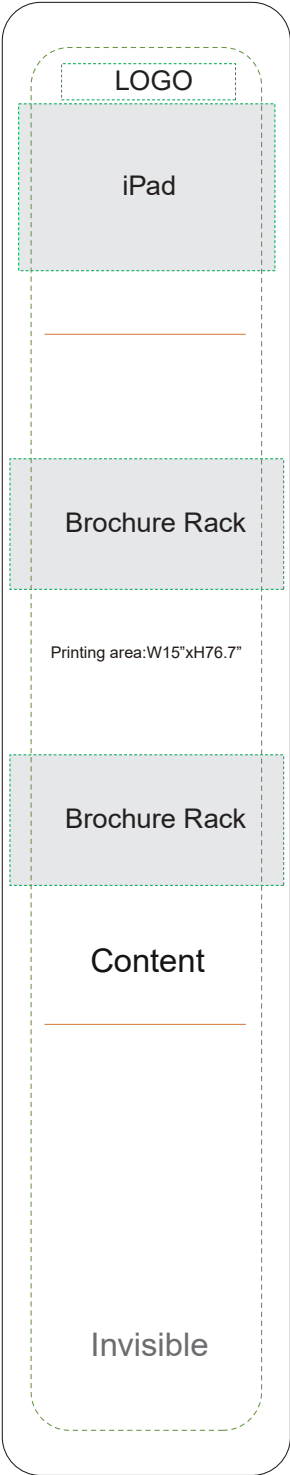 LOGO
iPad
Brochure Rack
Printing area:W15”xH76.7”
Brochure Rack
Content
Invisible